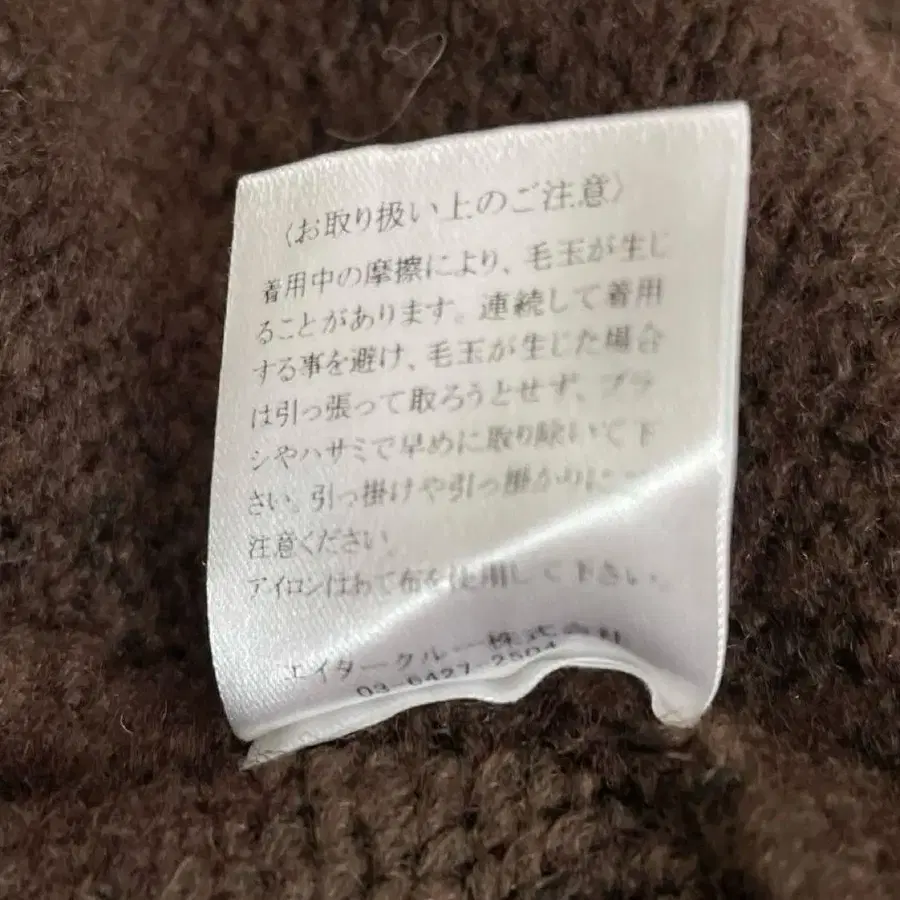 〈お取り扱い上のご注意〉
着用中の摩擦により、毛玉が生じ
ることがあります。連続して着用
する事を避け、毛玉が生じた場合
は引っ張って取ろうとせず、ブラ
シやハサミで早めに取り除いて下
さい。引っ掛けや引っ掛かりに
注意ください。
アイロンはあて布を使用して下さい。
エイタークルー株式会社
03-6427-2504